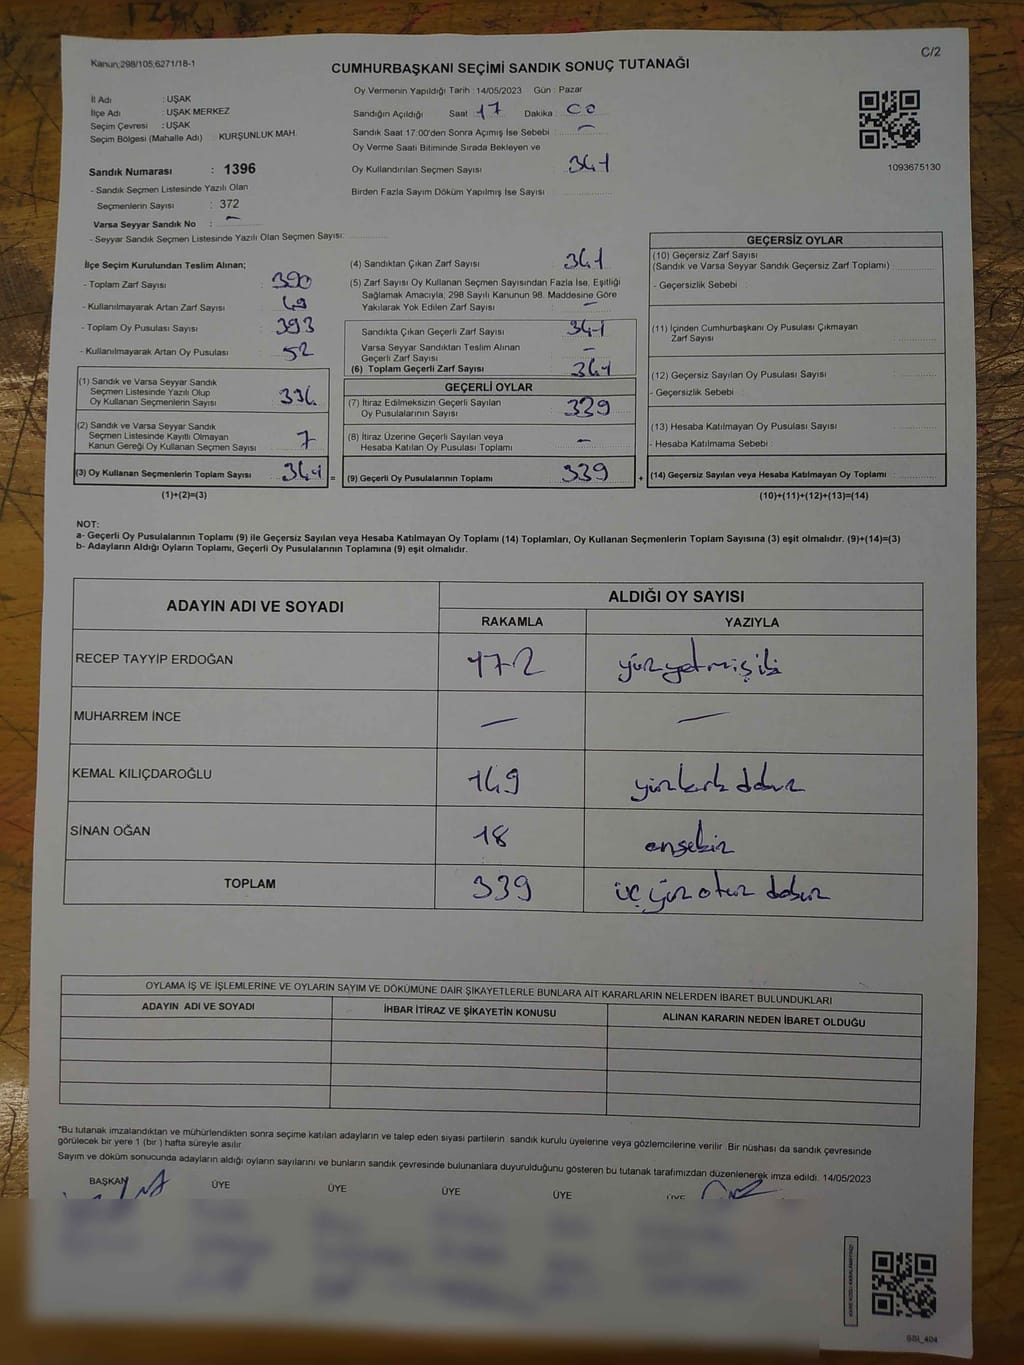 Kanun;298/105;6271/18-1
C/2
CUMHURBAŞKANI SEÇİMİ SANDIK SONUÇ TUTANAĞI
İl Adı : UŞAK
İlçe Adı : UŞAK MERKEZ
Seçim Çevresi : UŞAK
Seçim Bölgesi (Mahalle Adı) : KURŞUNLUK MAH.
Sandık Numarası : 1396
- Sandık Seçmen Listesinde Yazılı Olan
Seçmenlerin Sayısı : 372
Varsa Seyyar Sandık No : —
- Seyyar Sandık Seçmen Listesinde Yazılı Olan Seçmen Sayısı:
Oy Vermenin Yapıldığı Tarih : 14/05/2023 Gün : Pazar
Sandığın Açıldığı Saat 17 Dakika : 00
Sandık Saat 17:00'den Sonra Açımış İse Sebebi : —
Oy Verme Saati Bitiminde Sırada Bekleyen ve
Oy Kullandırılan Seçmen Sayısı 341
Birden Fazla Sayım Döküm Yapılmış İse Sayısı
1093675130
İlçe Seçim Kurulundan Teslim Alınan;
- Toplam Zarf Sayısı : 390
- Kullanılmayarak Artan Zarf Sayısı : 49
- Toplam Oy Pusulası Sayısı : 393
- Kullanılmayarak Artan Oy Pusulası : 52
(1) Sandık ve Varsa Seyyar Sandık
Seçmen Listesinde Yazılı Olup
Oy Kullanan Seçmenlerin Sayısı : 334
(2) Sandık ve Varsa Seyyar Sandık
Seçmen Listesinde Kayıtlı Olmayan
Kanun Gereği Oy Kullanan Seçmen Sayısı : 7
(3) Oy Kullanan Seçmenlerin Toplam Sayısı 341 =
(1)+(2)=(3)
(4) Sandıktan Çıkan Zarf Sayısı : 341
(5) Zarf Sayısı Oy Kullanan Seçmen Sayısından Fazla İse, Eşitliği
Sağlamak Amacıyla; 298 Sayılı Kanunun 98. Maddesine Göre
Yakılarak Yok Edilen Zarf Sayısı : —
Sandıkta Çıkan Geçerli Zarf Sayısı : 341
Varsa Seyyar Sandıktan Teslim Alınan
Geçerli Zarf Sayısı : —
(6) Toplam Geçerli Zarf Sayısı : 341
GEÇERLİ OYLAR
(7) İtiraz Edilmeksizin Geçerli Sayılan
Oy Pusulalarının Sayısı : 339
(8) İtiraz Üzerine Geçerli Sayılan veya
Hesaba Katılan Oy Pusulası Toplamı : —
(9) Geçerli Oy Pusulalarının Toplamı : 339 +
GEÇERSİZ OYLAR
(10) Geçersiz Zarf Sayısı
(Sandık ve Varsa Seyyar Sandık Geçersiz Zarf Toplamı)
- Geçersizlik Sebebi :
(11) İçinden Cumhurbaşkanı Oy Pusulası Çıkmayan
Zarf Sayısı :
(12) Geçersiz Sayılan Oy Pusulası Sayısı :
- Geçersizlik Sebebi :
(13) Hesaba Katılmayan Oy Pusulası Sayısı :
- Hesaba Katılmama Sebebi :
(14) Geçersiz Sayılan veya Hesaba Katılmayan Oy Toplamı :
(10)+(11)+(12)+(13)=(14)
NOT:
a- Geçerli Oy Pusulalarının Toplamı (9) ile Geçersiz Sayılan veya Hesaba Katılmayan Oy Toplamı (14) Toplamları, Oy Kullanan Seçmenlerin Toplam Sayısına (3) eşit olmalıdır. (9)+(14)=(3)
b- Adayların Aldığı Oyların Toplamı, Geçerli Oy Pusulalarının Toplamına (9) eşit olmalıdır.
ADAYIN ADI VE SOYADI ALDIĞI OY SAYISI
RAKAMLA YAZIYLA
RECEP TAYYİP ERDOĞAN 172 yüz yetmiş iki
MUHARREM İNCE — —
KEMAL KILIÇDAROĞLU 149 yüz kırk dokuz
SİNAN OĞAN 18 onsekiz
TOPLAM 339 üç yüz otuz dokuz
OYLAMA İŞ VE İŞLEMLERİNE VE OYLARIN SAYIM VE DÖKÜMÜNE DAİR ŞİKAYETLERLE BUNLARA AİT KARARLARIN NELERDEN İBARET BULUNDUKLARI
ADAYIN ADI VE SOYADI İHBAR İTİRAZ VE ŞİKAYETİN KONUSU ALINAN KARARIN NEDEN İBARET OLDUĞU
*Bu tutanak imzalandıktan ve mühürlendikten sonra seçime katılan adayların ve talep eden siyasi partilerin sandık kurulu üyelerine veya gözlemcilerine verilir. Bir nüshası da sandık çevresinde
görülecek bir yere 1 (bir ) hafta süreyle asılır.
Sayım ve döküm sonucunda adayların aldığı oyların sayılarını ve bunların sandık çevresinde bulunanlara duyurulduğunu gösteren bu tutanak tarafımızdan düzenlenerek imza edildi. 14/05/2023
BAŞKAN ÜYE ÜYE ÜYE ÜYE ÜYE
BSI_404